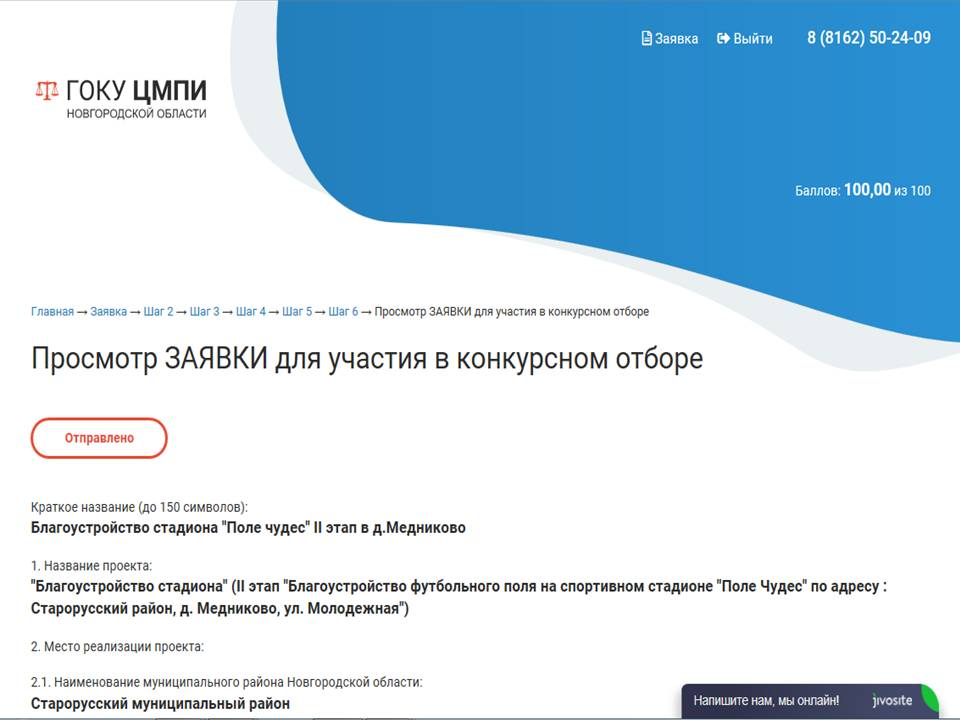 Заявка Выйти 8 (8162) 50-24-09
ГОКУ ЦМПИ
НОВГОРОДСКОЙ ОБЛАСТИ
Баллов: 100,00 из 100
Главная → Заявка → Шаг 2 → Шаг 3 → Шаг 4 → Шаг 5 → Шаг 6 → Просмотр ЗАЯВКИ для участия в конкурсном отборе
Просмотр ЗАЯВКИ для участия в конкурсном отборе
Отправлено
Краткое название (до 150 символов):
Благоустройство стадиона "Поле чудес" II этап в д.Медниково
1. Название проекта:
"Благоустройство стадиона" (II этап "Благоустройство футбольного поля на спортивном стадионе "Поле Чудес" по адресу :
Старорусский район, д. Медниково, ул. Молодежная")
2. Место реализации проекта:
2.1. Наименование муниципального района Новгородской области:
Старорусский муниципальный район
Напишите нам, мы онлайн! jivosite